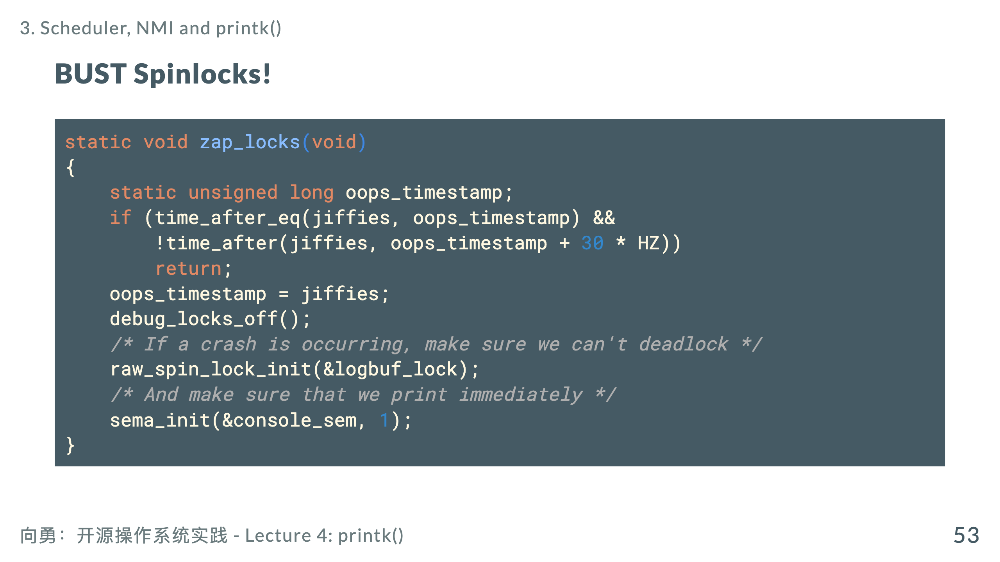 3. Scheduler, NMI and printk()
BUST Spinlocks!
static void zap_locks(void)
{
    static unsigned long oops_timestamp;
    if (time_after_eq(jiffies, oops_timestamp) &&
        !time_after(jiffies, oops_timestamp + 30 * HZ))
        return;
    oops_timestamp = jiffies;
    debug_locks_off();
    /* If a crash is occurring, make sure we can't deadlock */
    raw_spin_lock_init(&logbuf_lock);
    /* And make sure that we print immediately */
    sema_init(&console_sem, 1);
}
向勇：开源操作系统实践 - Lecture 4: printk()
53